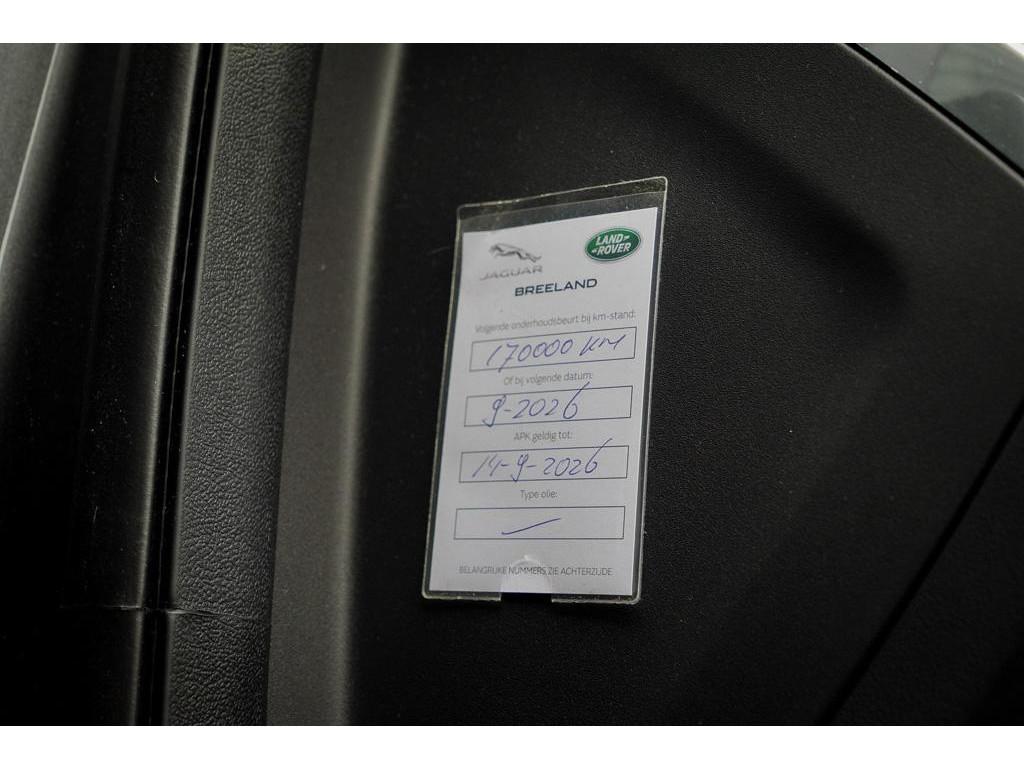 JAGUAR
LAND-
-ROVER
BREELAND
Volgende onderhoudsbeurt bij km-stand:
170000 KM
Of bij volgende datum:
9-2026
APK geldig tot:
14-9-2026
Type olie:
BELANGRIJKE NUMMERS ZIE ACHTERZIJDE